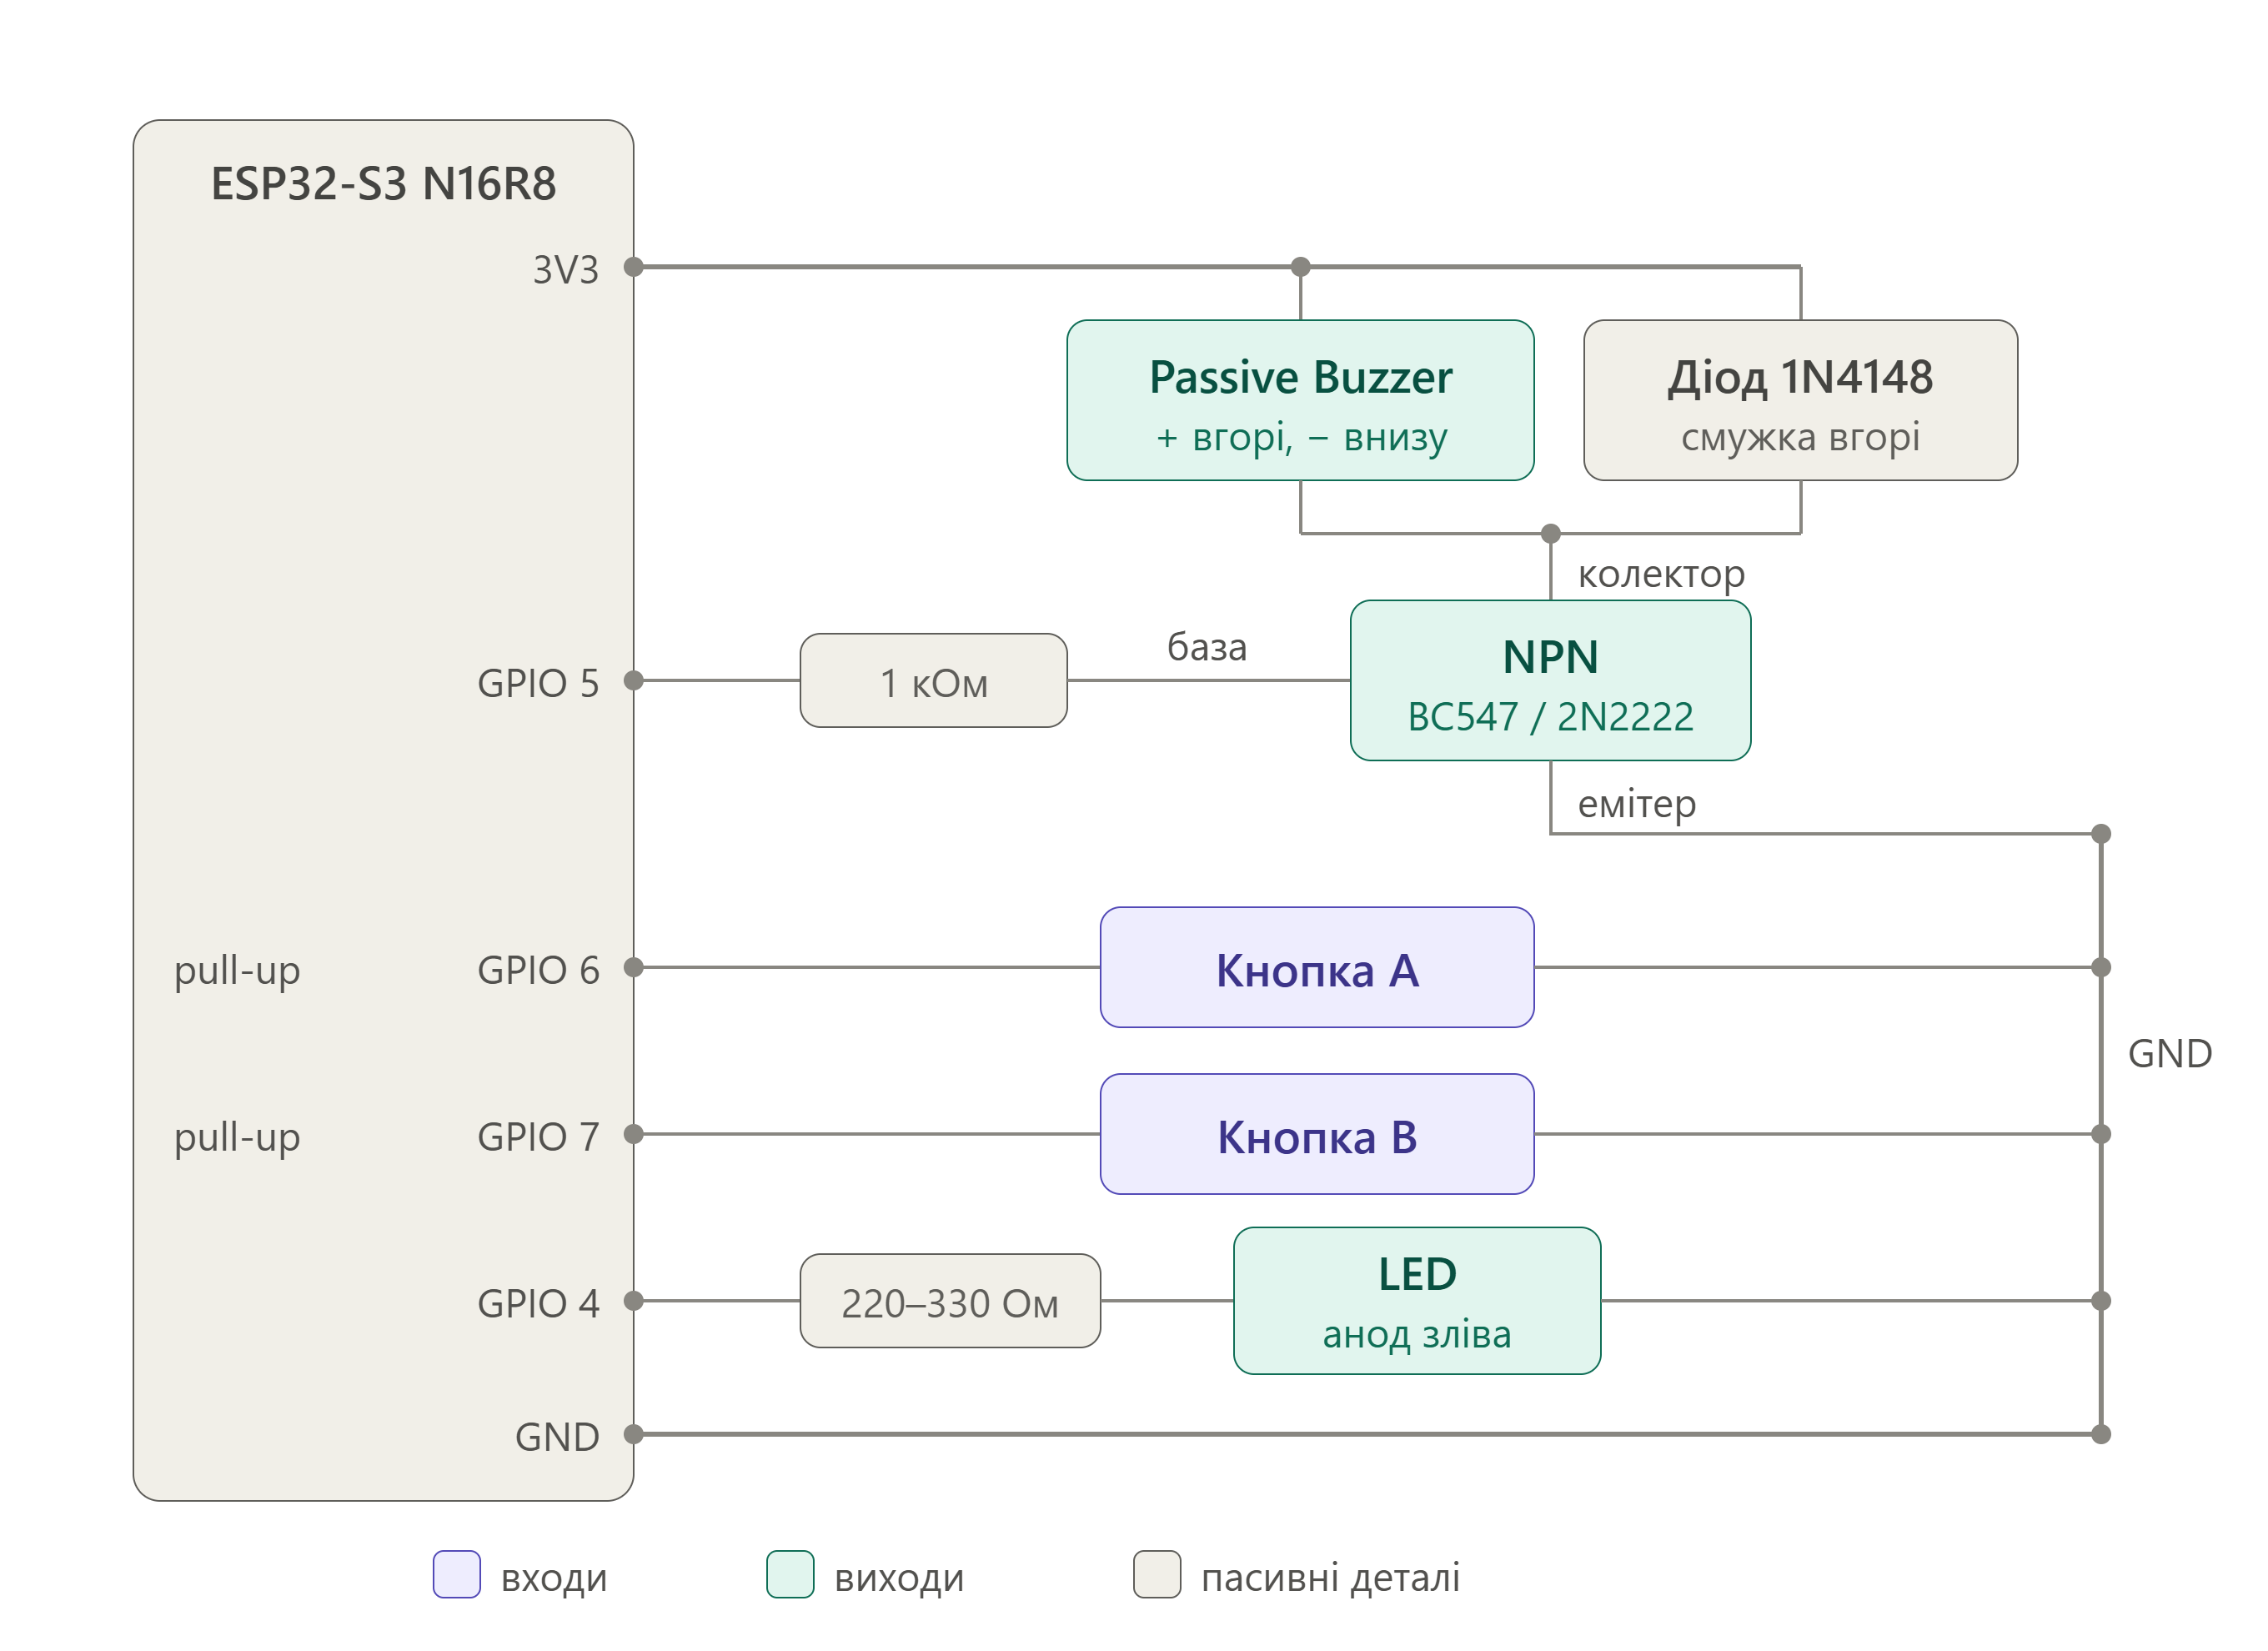 ESP32-S3 N16R8
3V3
Passive Buzzer
+ вгорі, − внизу
Діод 1N4148
смужка вгорі
колектор
GPIO 5
1 кОм
база
NPN
BC547 / 2N2222
емітер
pull-up
GPIO 6
Кнопка A
GND
pull-up
GPIO 7
Кнопка B
GPIO 4
220–330 Ом
LED
анод зліва
GND
входи
виходи
пасивні деталі